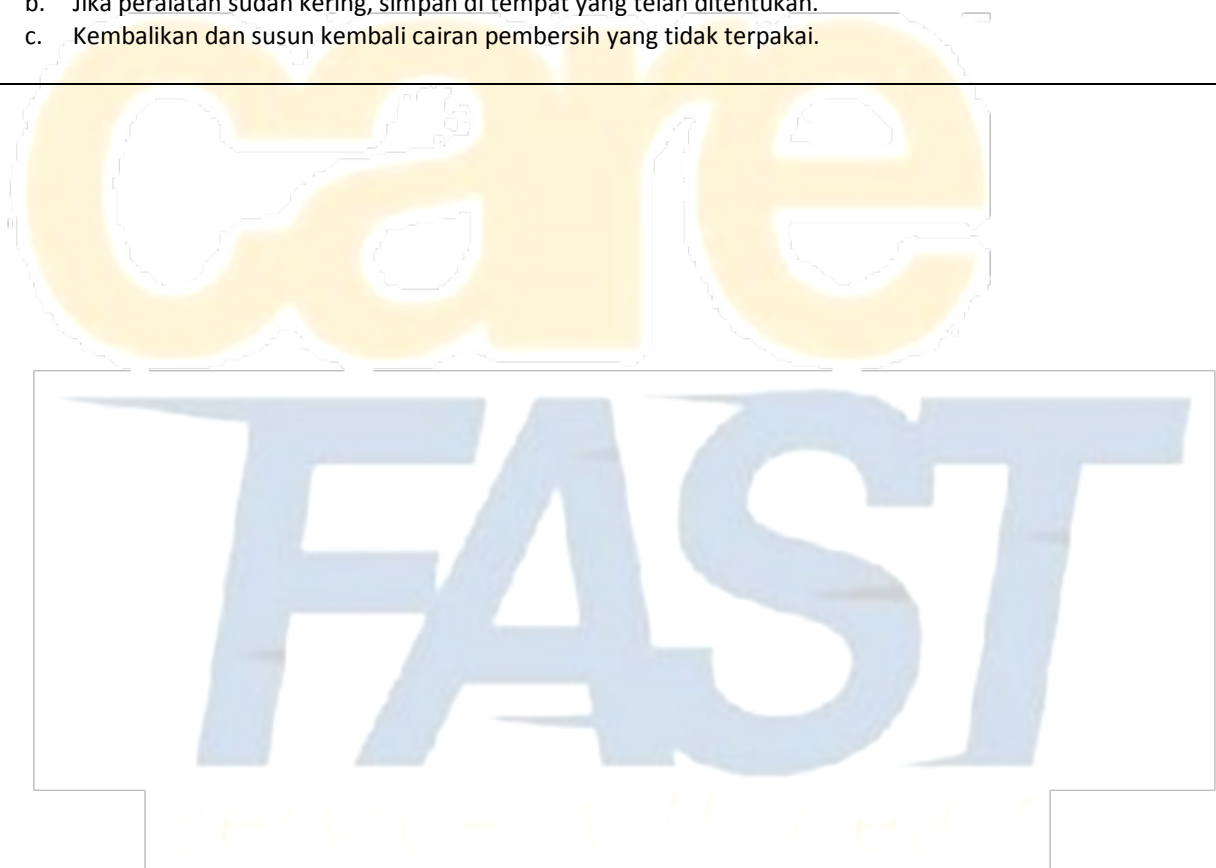 b. Jika peralatan sudah kering, simpan di tempat yang telah ditentukan.
c. Kembalikan dan susun kembali cairan pembersih yang tidak terpakai.
care
FAST